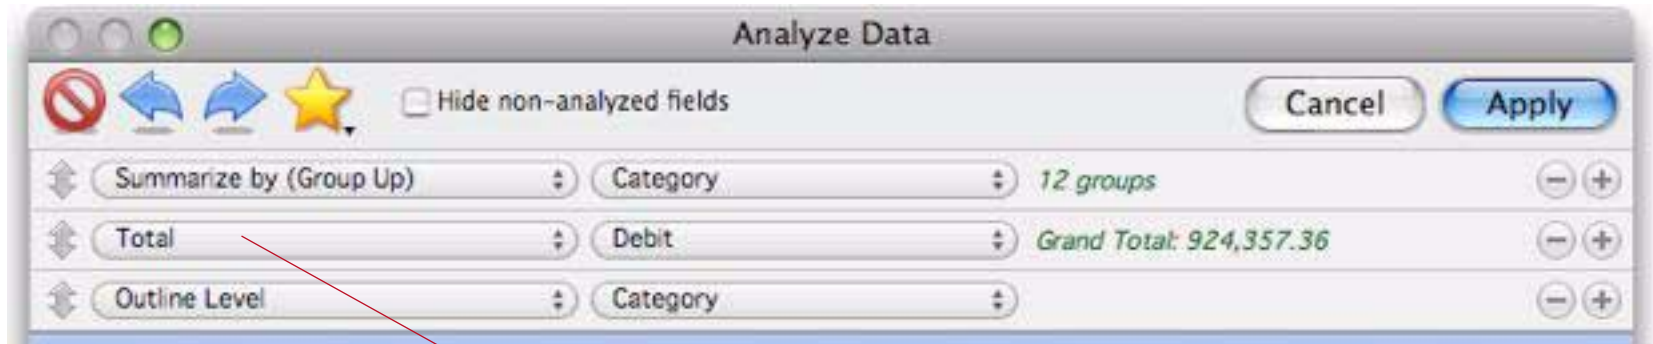 Analyze Data
Hide non-analyzed fields Cancel Apply
Summarize by (Group Up) Category 12 groups
Total Debit Grand Total: 924,357.36
Outline Level Category